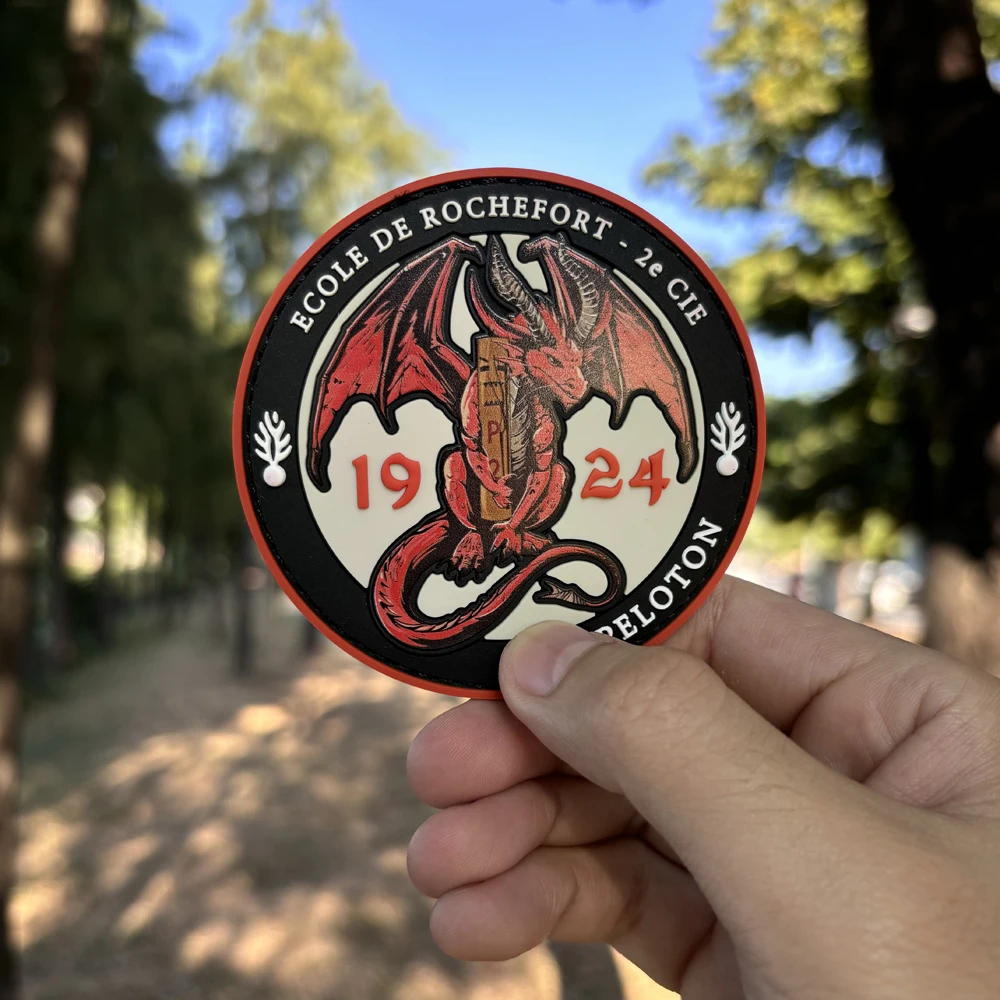 ECOLE DE ROCHEFORT - 2e CIE
19 24
PELOTON